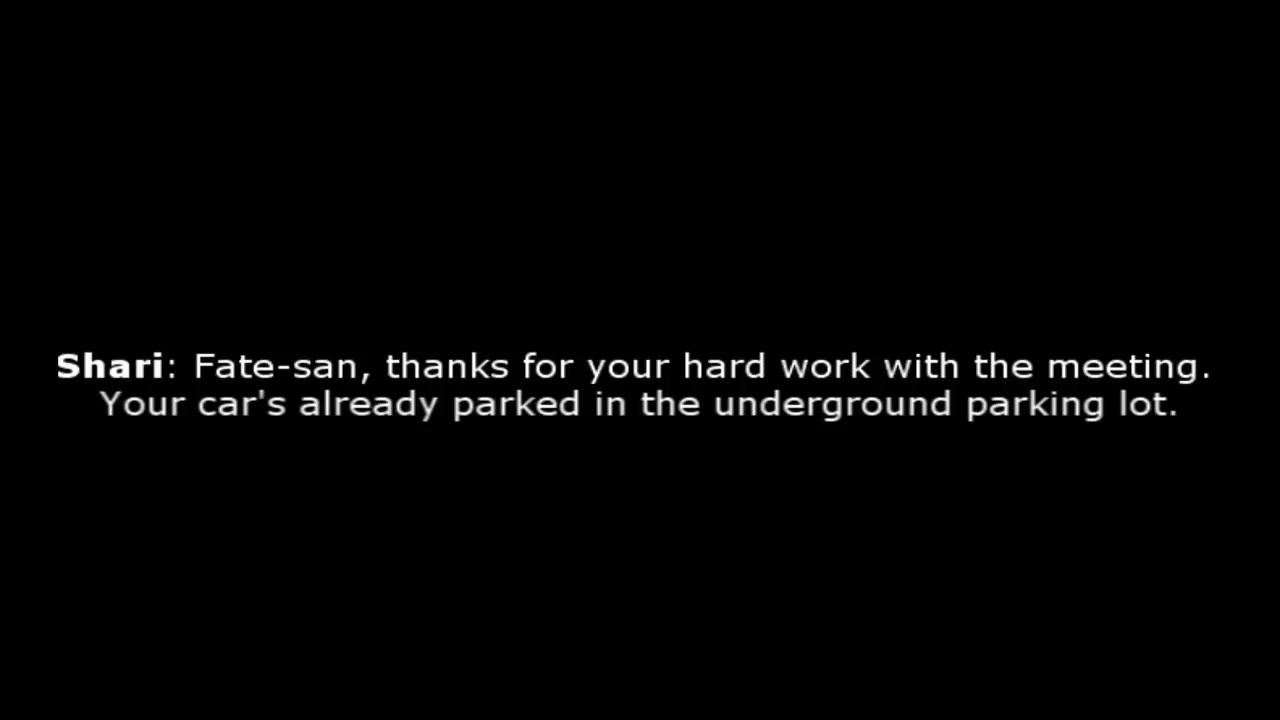 Shari: Fate-san, thanks for your hard work with the meeting.
Your car's already parked in the underground parking lot.